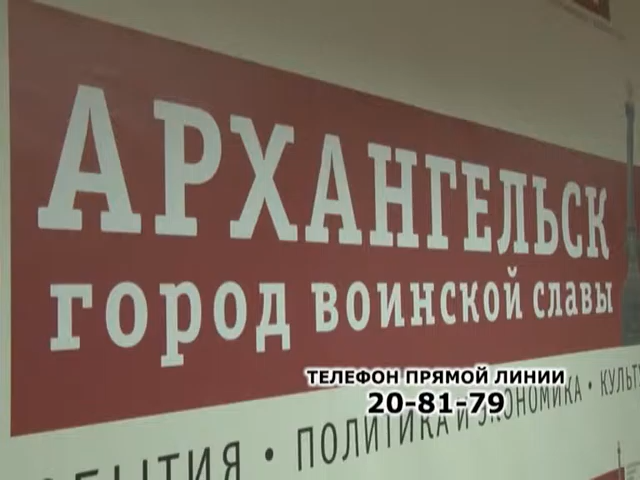 АРХАНГЕЛЬСК
город воинской славы
ТЕЛЕФОН ПРЯМОЙ ЛИНИИ
20-81-79
• ПОЛИТИКА И ЭКОНОМИКА •